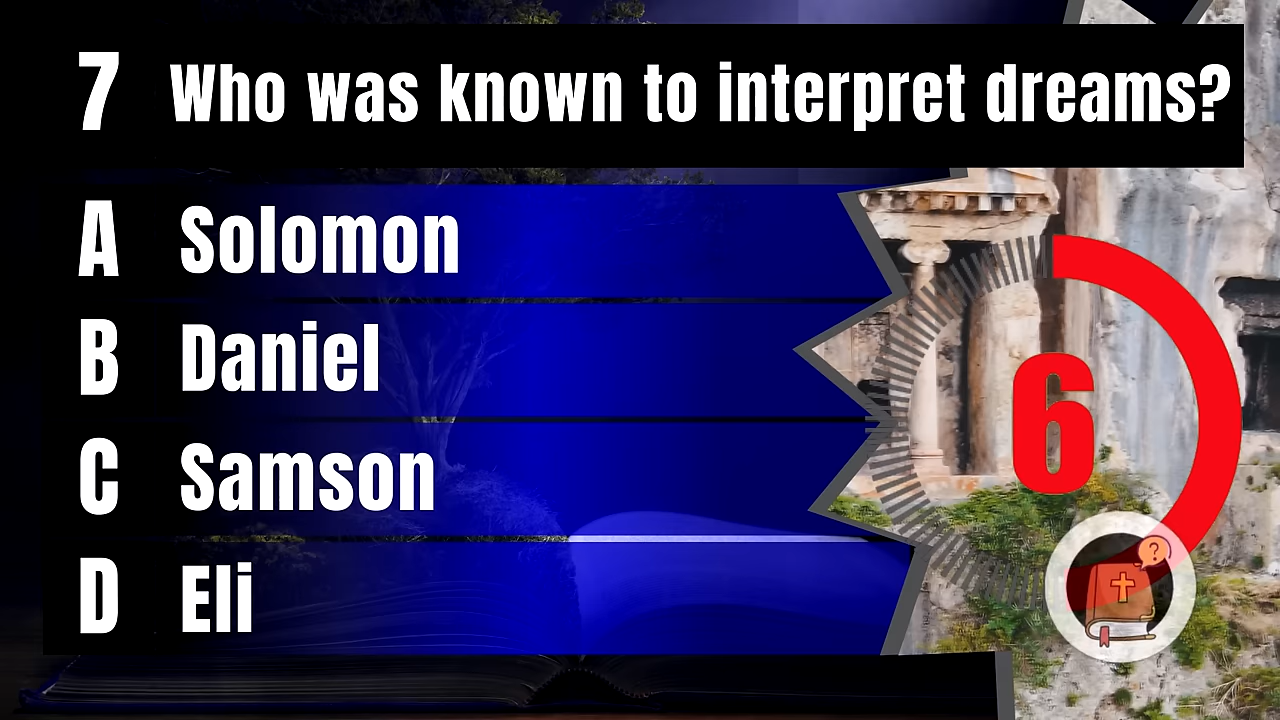 7 Who was known to interpret dreams?
A Solomon
B Daniel
C Samson
D Eli
6
?